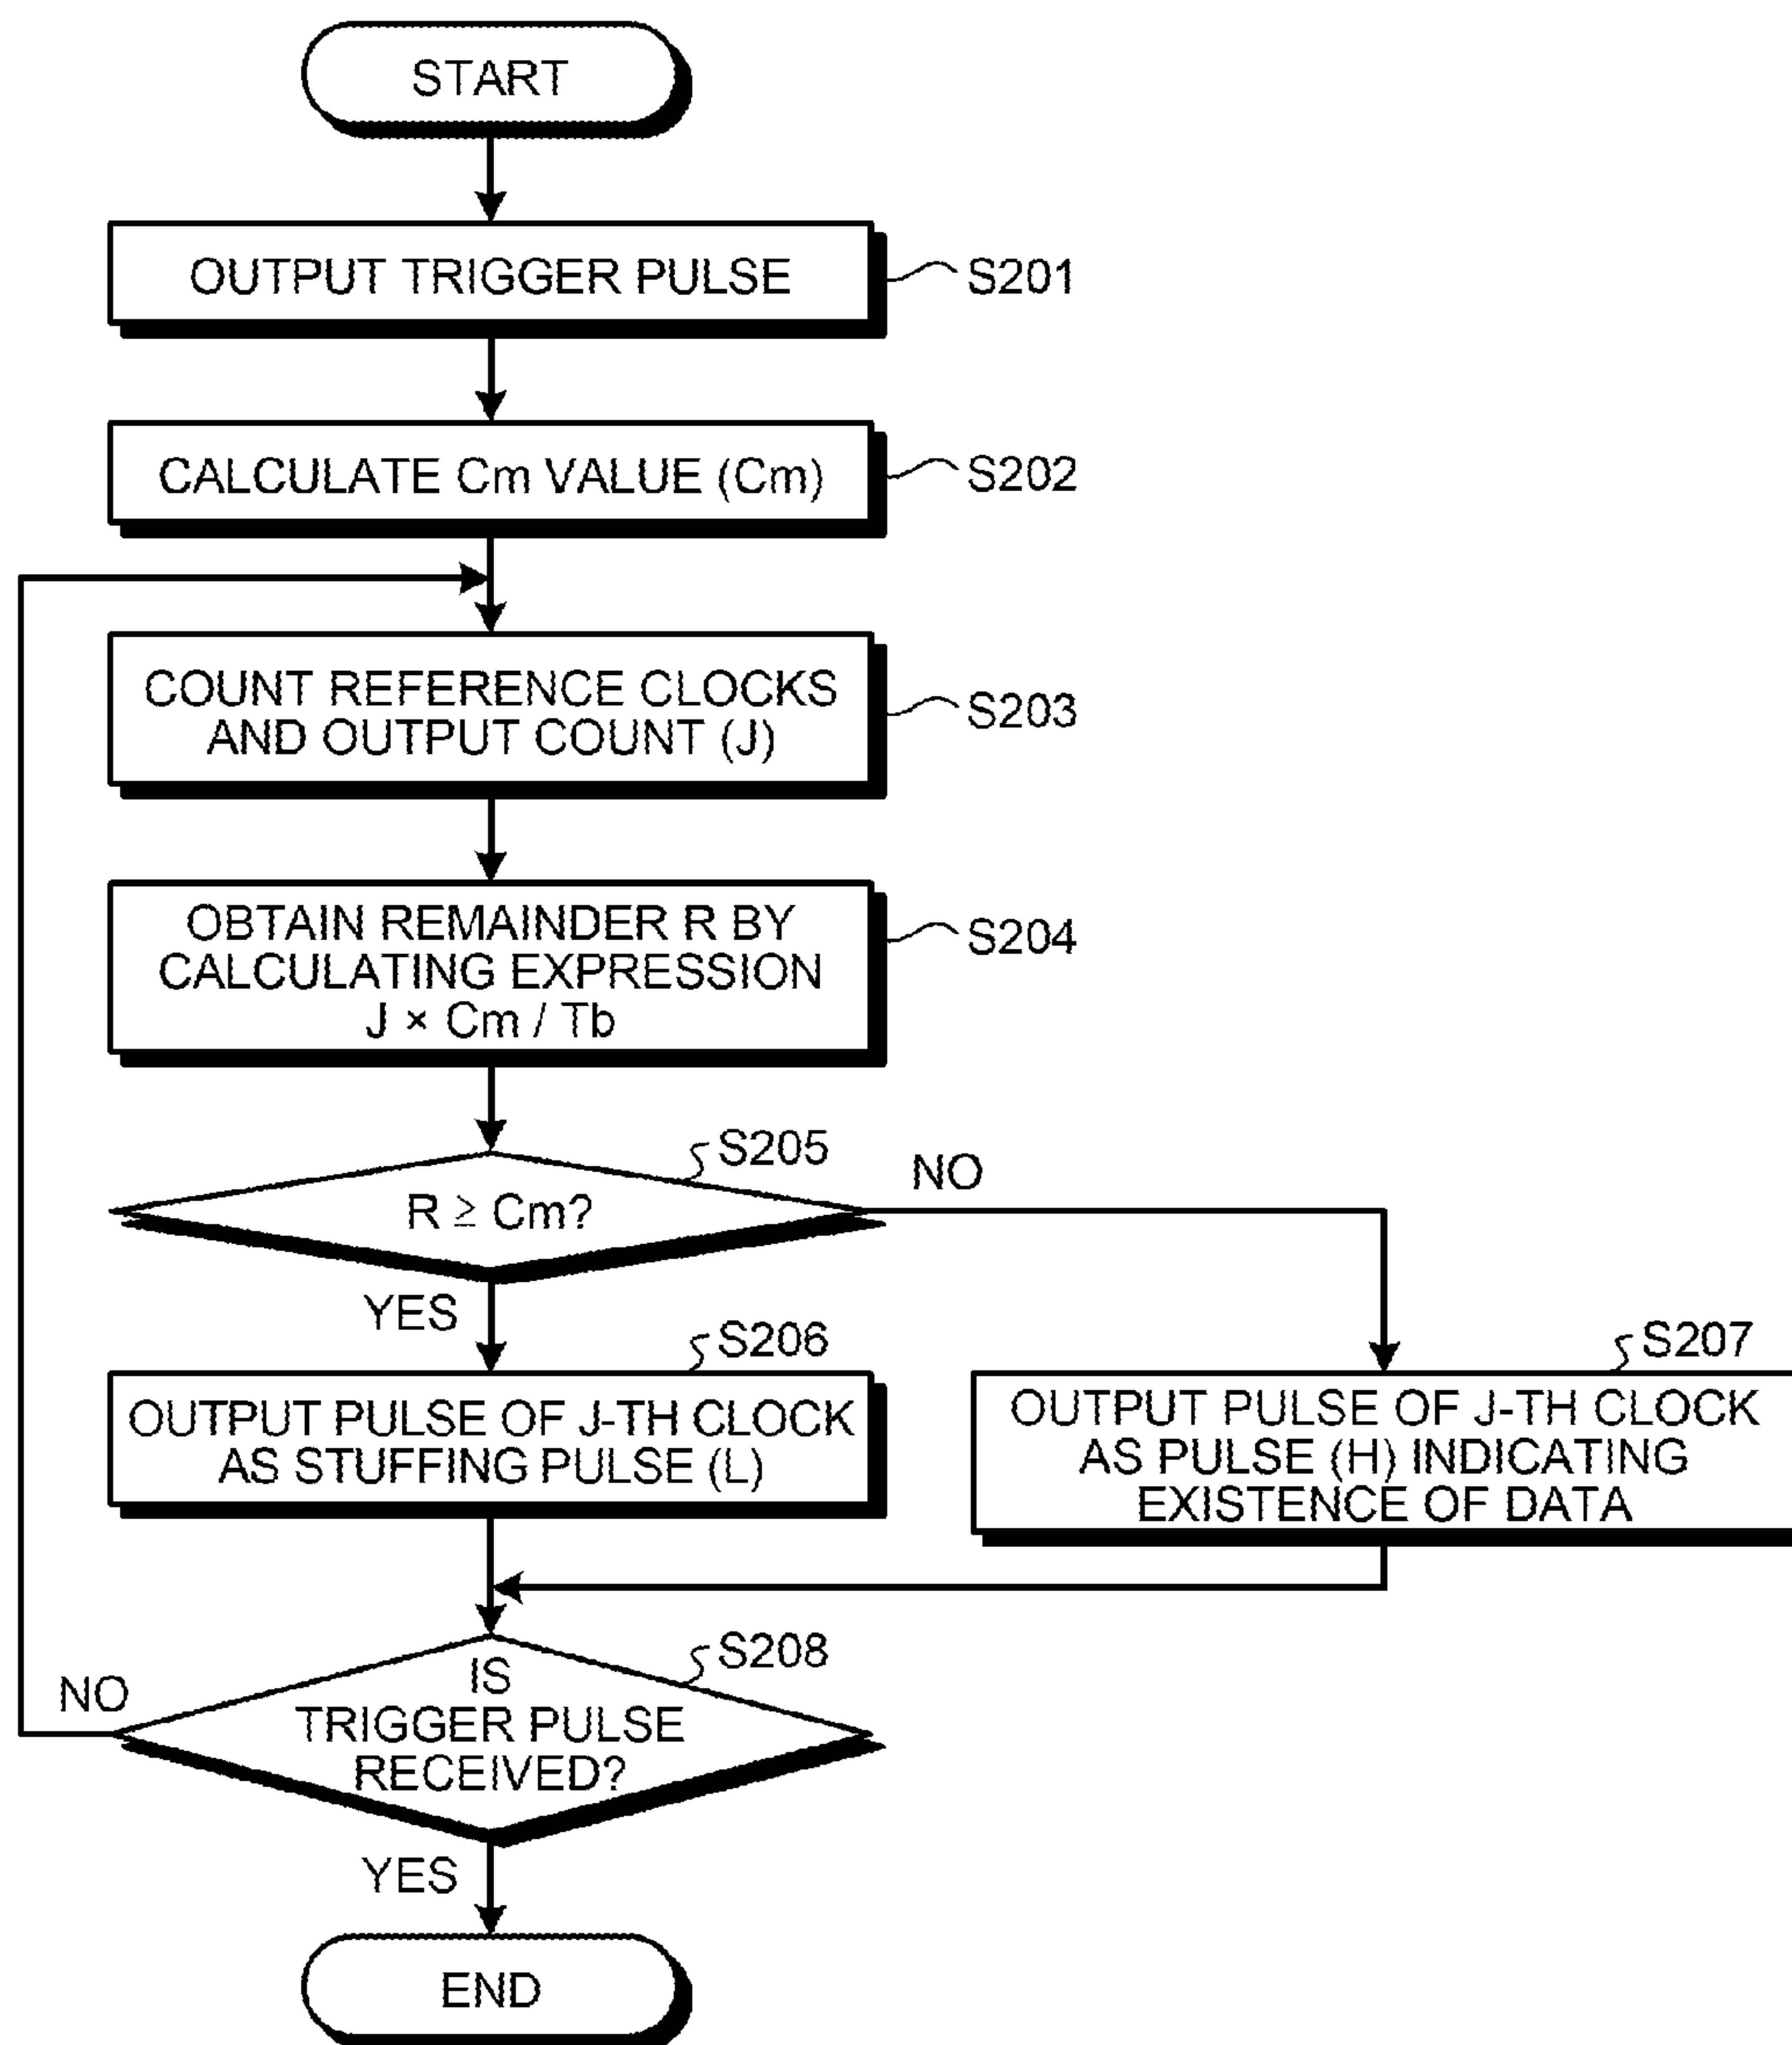 START
OUTPUT TRIGGER PULSE
S201
CALCULATE Cm VALUE (Cm)
S202
COUNT REFERENCE CLOCKS
AND OUTPUT COUNT (J)
S203
OBTAIN REMAINDER R BY
CALCULATING EXPRESSION
J × Cm / Tb
S204
S205
R ≧ Cm?
NO
YES
S206
OUTPUT PULSE OF J-TH CLOCK
AS STUFFING PULSE (L)
S207
OUTPUT PULSE OF J-TH CLOCK
AS PULSE (H) INDICATING
EXISTENCE OF DATA
S208
IS
TRIGGER PULSE
RECEIVED?
NO
YES
END